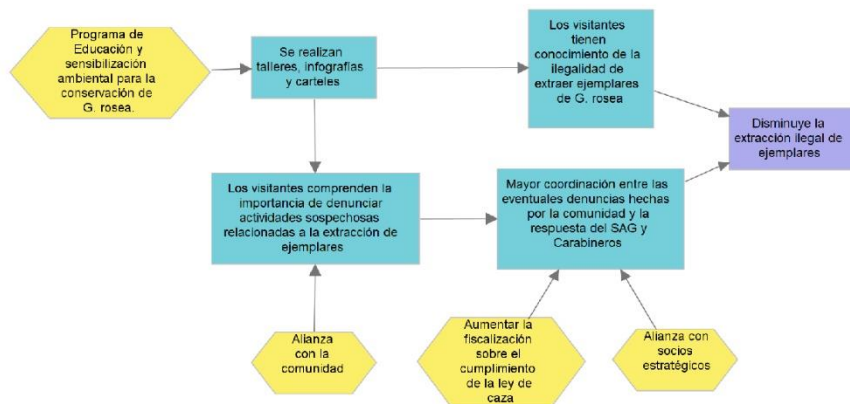 Programa de
Educación y
sensibilización
ambiental para la
conservación de
G. rosea.
Se realizan
talleres, infografías
y carteles
Los visitantes
tienen
conocimiento de la
ilegalidad de
extraer ejemplares
de G. rosea
Disminuye la
extracción ilegal de
ejemplares
Los visitantes comprenden la
importancia de denunciar
actividades sospechosas
relacionadas a la extracción de
ejemplares
Mayor coordinación entre las
eventuales denuncias hechas
por la comunidad y la
respuesta del SAG y
Carabineros
Alianza
con la
comunidad
Aumentar la
fiscalización
sobre el
cumplimiento
de la ley de
caza
Alianza con
socios
estratégicos